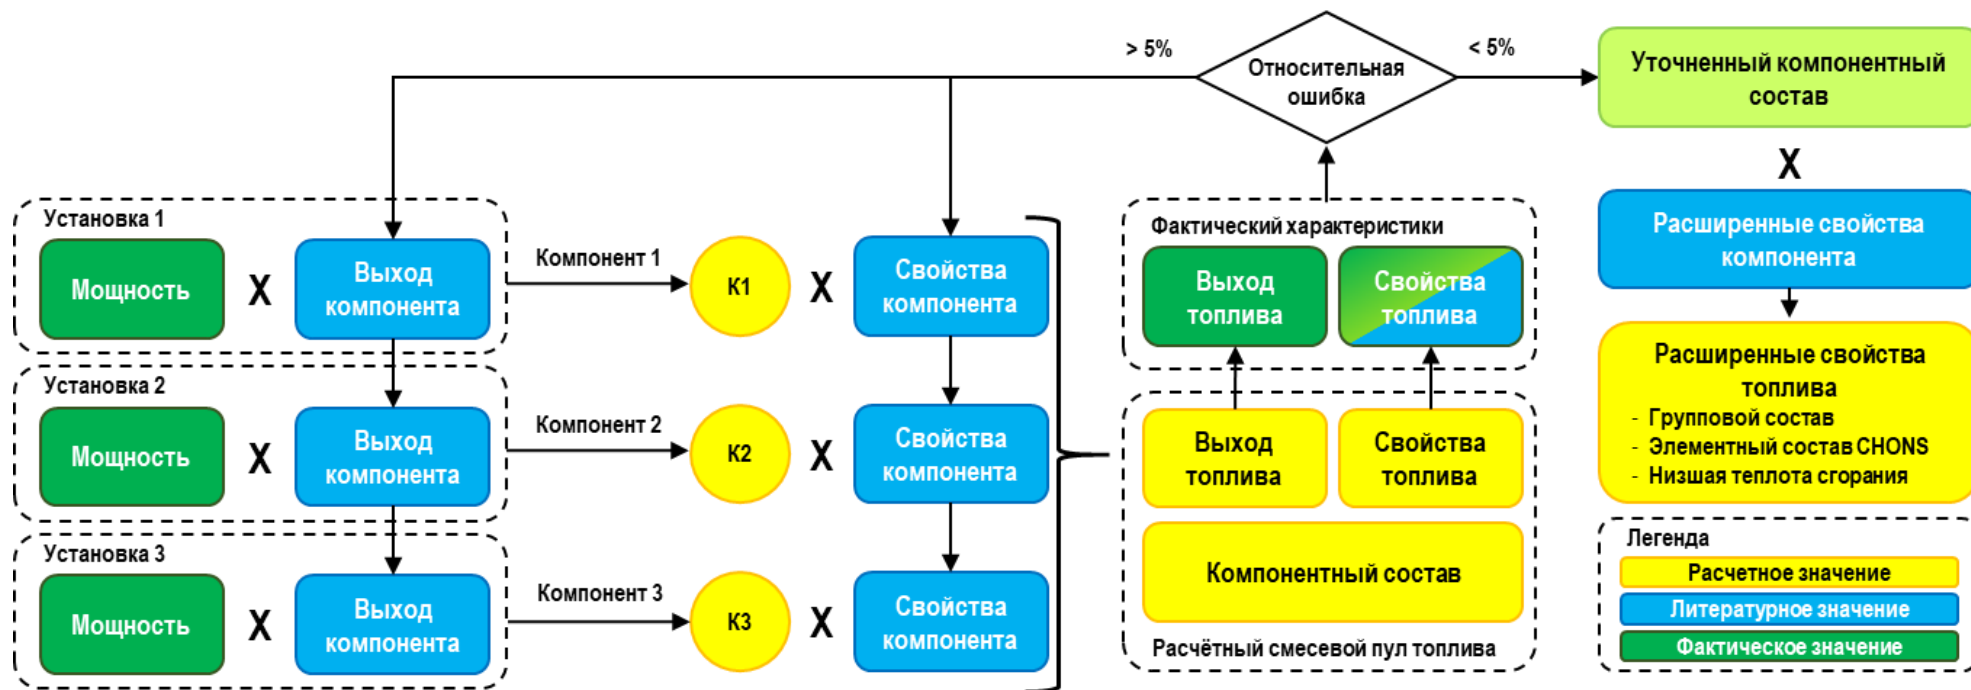 > 5%
< 5%
Относительная
ошибка
Уточненный компонентный
состав
X
Установка 1
Мощность
X
Выход
компонента
Компонент 1
К1
X
Свойства
компонента
Фактический характеристики
Выход
топлива
Свойства
топлива
Расширенные свойства
компонента
Установка 2
Мощность
X
Выход
компонента
Компонент 2
К2
X
Свойства
компонента
Выход
топлива
Свойства
топлива
Расширенные свойства
топлива
- Групповой состав
- Элементный состав CHONS
- Низшая теплота сгорания
Установка 3
Мощность
X
Выход
компонента
Компонент 3
К3
X
Свойства
компонента
Компонентный состав
Расчётный смесевой пул топлива
Легенда
Расчетное значение
Литературное значение
Фактическое значение